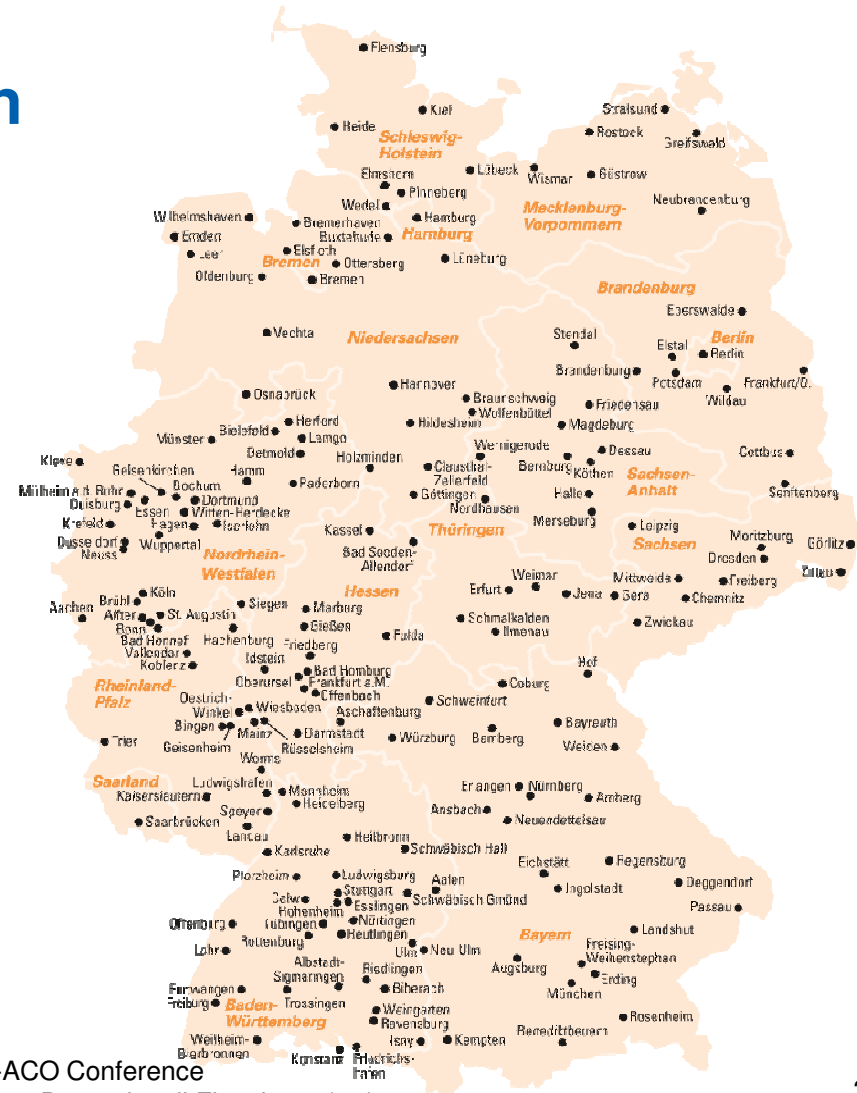 n
Flensburg
Kiel
Heide
Schleswig-
Holstein
Stralsund
Rostock
Greifswald
Elmshorn
Pinneberg
Lübeck
Wismar
Güstrow
Wedel
Hamburg
Neubrandenburg
Mecklenburg-
Vorpommern
Wilhelmshaven
Bremerhaven
Buxtehude
Hamburg
Emden
Leer
Elsfleth
Bremen
Ottersberg
Lüneburg
Oldenburg
Bremen
Brandenburg
Eberswalde
Vechta
Niedersachsen
Stendal
Berlin
Elstal
Berlin
Brandenburg
Potsdam
Frankfurt/O.
Wildau
Hannover
Osnabrück
Braunschweig
Wolfenbüttel
Friedensau
Magdeburg
Herford
Bielefeld
Lemgo
Hildesheim
Münster
Detmold
Holzminden
Wernigerode
Dessau
Cottbus
Kleve
Gelsenkirchen
Bochum
Hamm
Clausthal-
Zellerfeld
Bernburg
Köthen
Sachsen-
Anhalt
Mülheim a.d. Ruhr
Dortmund
Paderborn
Göttingen
Nordhausen
Halle
Senftenberg
Duisburg
Essen
Witten-Herdecke
Merseburg
Krefeld
Hagen
Iserlohn
Kassel
Thüringen
Leipzig
Sachsen
Moritzburg
Görlitz
Düsseldorf
Neuss
Wuppertal
Nordrhein-
Westfalen
Bad Sooden-
Allendorf
Dresden
Zittau
Hessen
Weimar
Erfurt
Jena
Gera
Mittweida
Freiberg
Chemnitz
Köln
Brühl
Aachen
Alfter
St. Augustin
Siegen
Marburg
Bonn
Gießen
Schmalkalden
Ilmenau
Zwickau
Bad Honnef
Hachenburg
Friedberg
Fulda
Vallendar
Koblenz
Idstein
Bad Homburg
Oberursel
Frankfurt a.M.
Offenbach
Hof
Coburg
Rheinland-
Pfalz
Oestrich-
Winkel
Wiesbaden
Aschaffenburg
Schweinfurt
Bingen
Mainz
Darmstadt
Würzburg
Bamberg
Bayreuth
Trier
Geisenheim
Rüsselsheim
Weiden
Worms
Saarland
Ludwigshafen
Mannheim
Erlangen
Nürnberg
Kaiserslautern
Heidelberg
Amberg
Speyer
Ansbach
Saarbrücken
Neuendettelsau
Landau
Heilbronn
Karlsruhe
Schwäbisch Hall
Eichstätt
Regensburg
Pforzheim
Ludwigsburg
Aalen
Deggendorf
Stuttgart
Ingolstadt
Calw
Esslingen
Schwäbisch Gmünd
Hohenheim
Passau
Offenburg
Tübingen
Nürtingen
Rottenburg
Reutlingen
Bayern
Landshut
Lahr
Ulm
Neu Ulm
Freising-
Weihenstephan
Albstadt-
Sigmaringen
Riedlingen
Augsburg
Erding
Furtwangen
Biberach
München
Freiburg
Baden-
Württemberg
Trossingen
Weingarten
Ravensburg
Rosenheim
Weilheim-
Bierbronnen
Isny
Kempten
Benediktbeuern
Konstanz
Friedrichs-
hafen
-ACO Conference